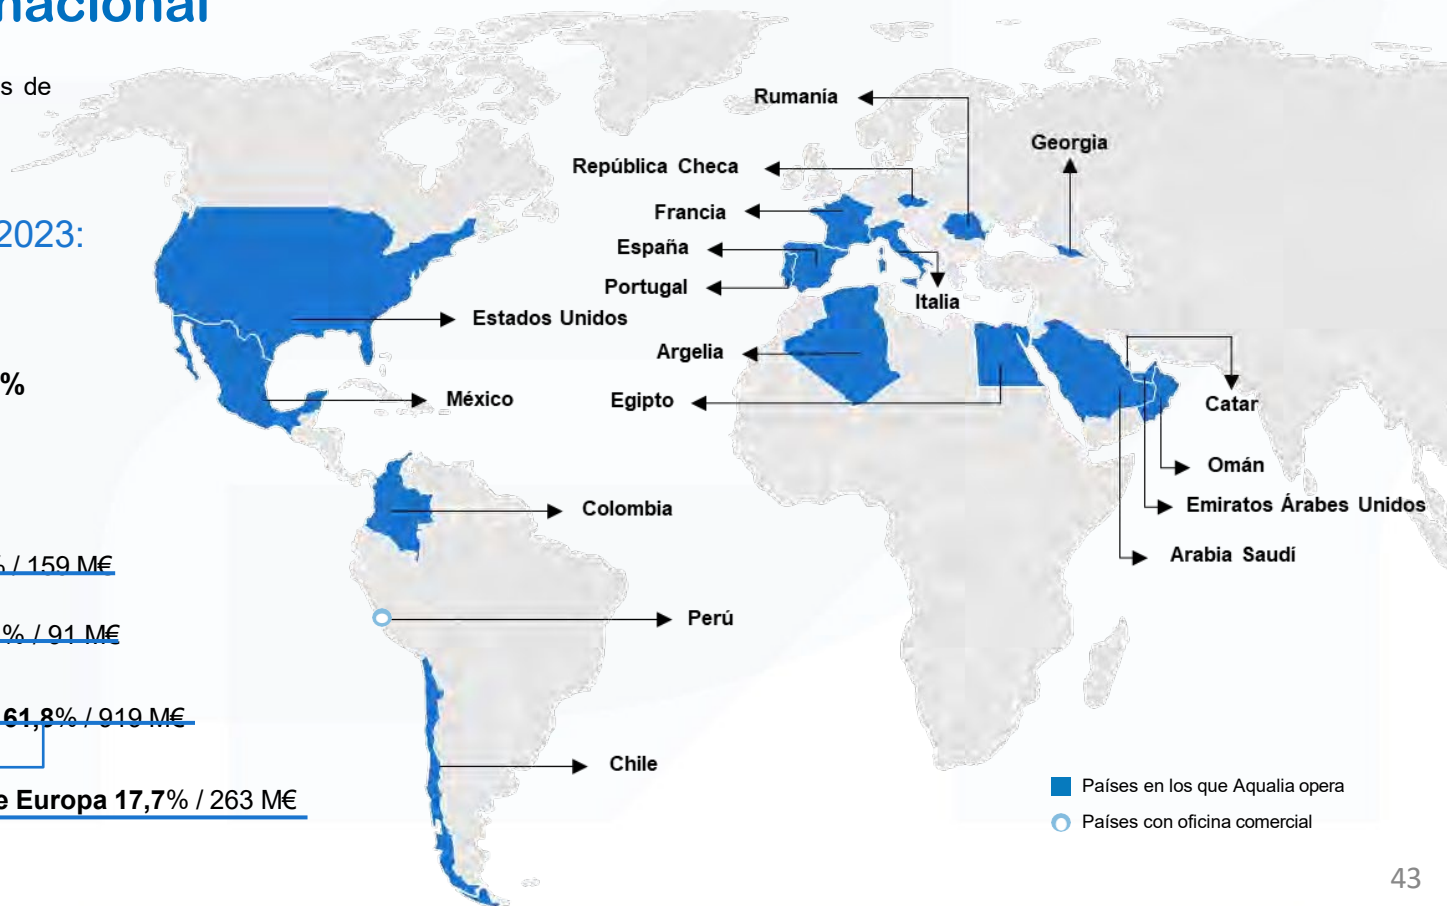 nacional
s de
2023:
%
% / 159 M€
% / 91 M€
61,8% / 919 M€
e Europa 17,7% / 263 M€
Rumanía
Georgia
República Checa
Francia
España
Portugal
Italia
Estados Unidos
Argelia
México
Egipto
Catar
Omán
Colombia
Emiratos Árabes Unidos
Arabia Saudí
Perú
Chile
Países en los que Aqualia opera
Países con oficina comercial
43